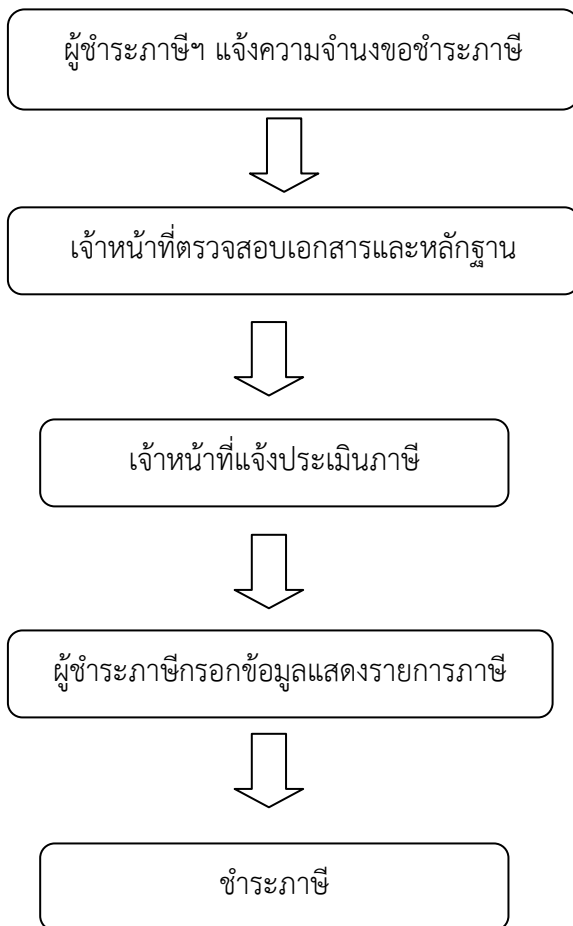 ผู้ชำระภาษีฯ แจ้งความจำนงขอชำระภาษี
เจ้าหน้าที่ตรวจสอบเอกสารและหลักฐาน
เจ้าหน้าที่แจ้งประเมินภาษี
ผู้ชำระภาษีกรอกข้อมูลแสดงรายการภาษี
ชำระภาษี